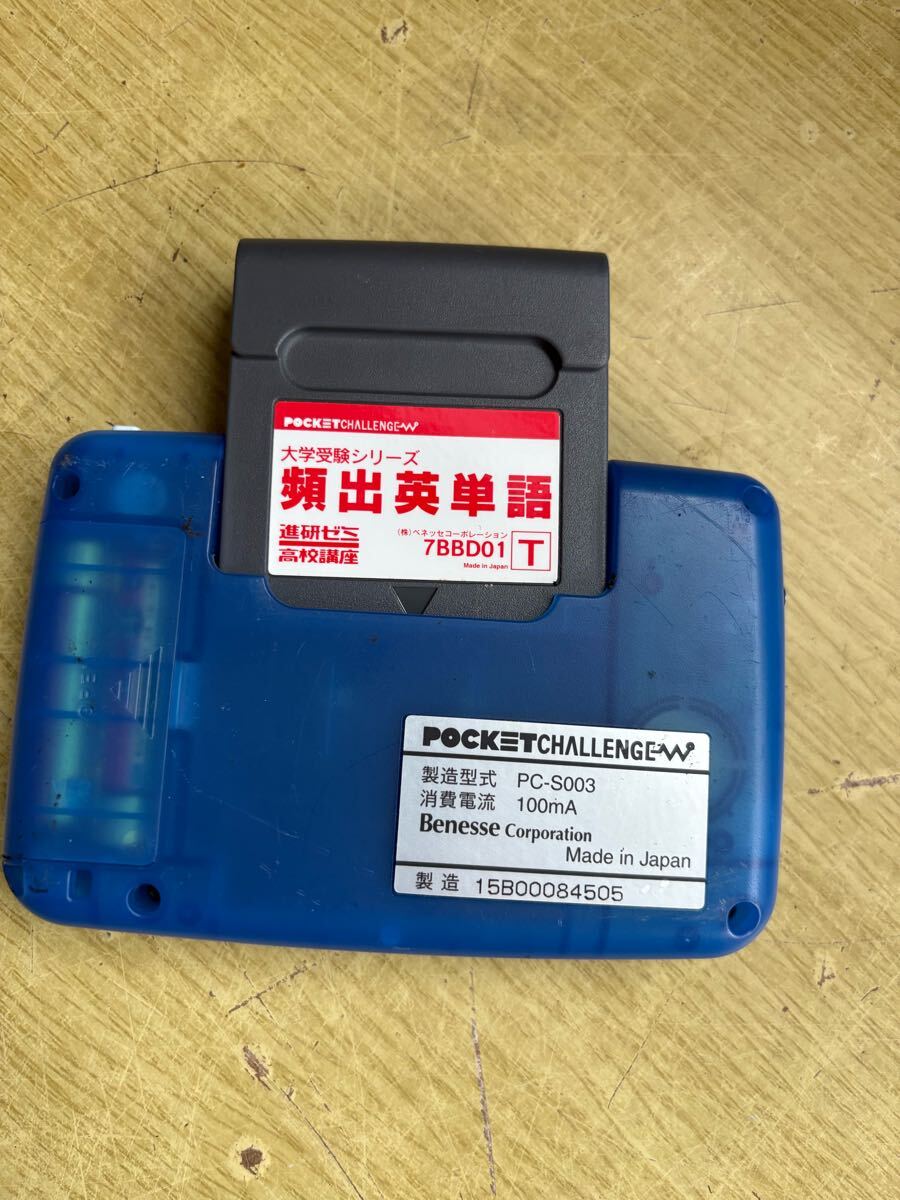 POCKETCHALLENGEW
大学受験シリーズ
頻出英単語
進研ゼミ
高校講座
(株)ベネッセコーポレーション
7BBD01 T
Made in Japan
OPEN
POCKETCHALLENGEW
製造型式 PC-S003
消費電流 100mA
Benesse Corporation
Made in Japan
製造 15B00084505